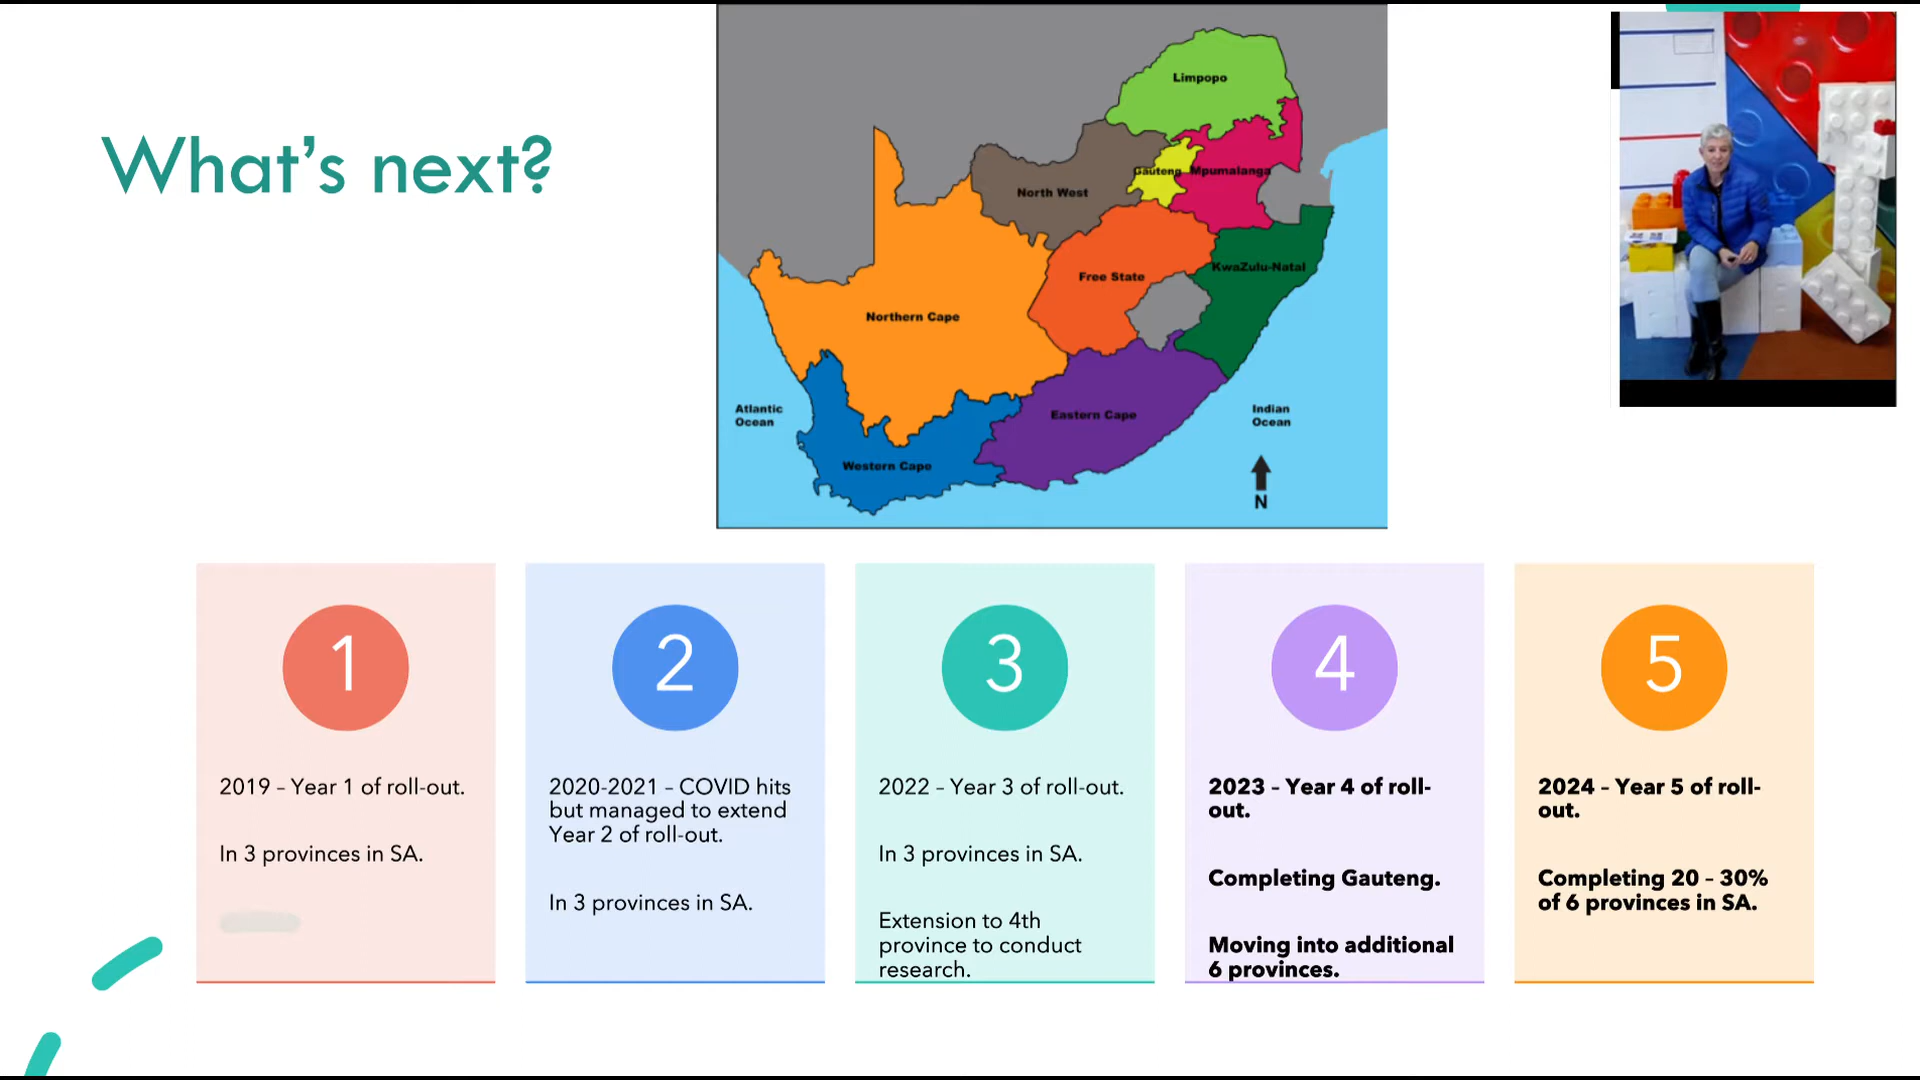 What's next?
Limpopo
Gauteng
Mpumalanga
North West
Free State
KwaZulu-Natal
Northern Cape
Atlantic
Ocean
Eastern Cape
Indian
Ocean
Western Cape
N
1
2019 – Year 1 of roll-out.
In 3 provinces in SA.
2
2020-2021 – COVID hits
but managed to extend
Year 2 of roll-out.
In 3 provinces in SA.
3
2022 – Year 3 of roll-out.
In 3 provinces in SA.
Extension to 4th
province to conduct
research.
4
2023 – Year 4 of roll-
out.
Completing Gauteng.
Moving into additional
6 provinces.
5
2024 – Year 5 of roll-
out.
Completing 20 – 30%
of 6 provinces in SA.